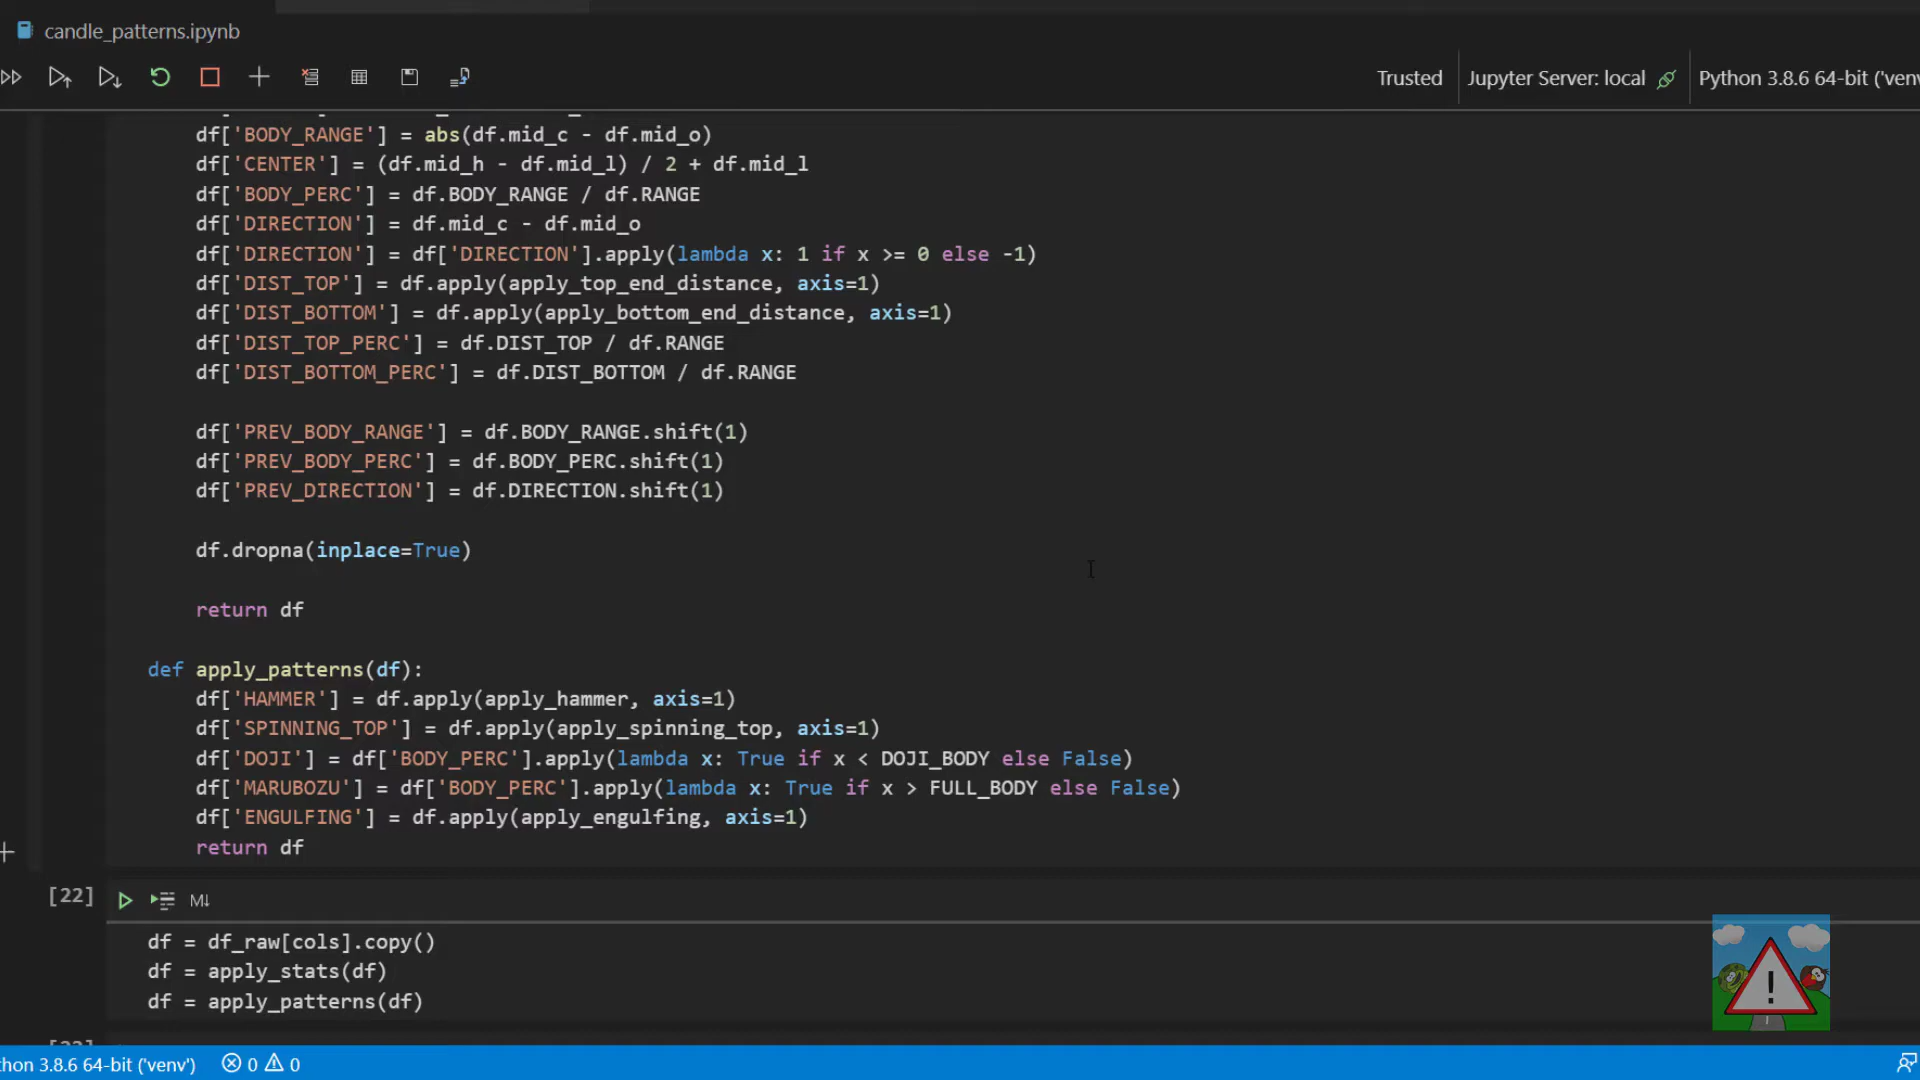 candle_patterns.ipynb
Trusted
Jupyter Server: local
Python 3.8.6 64-bit ('venv
df['BODY_RANGE'] = abs(df.mid_c - df.mid_o)
df['CENTER'] = (df.mid_h - df.mid_l) / 2 + df.mid_l
df['BODY_PERC'] = df.BODY_RANGE / df.RANGE
df['DIRECTION'] = df.mid_c - df.mid_o
df['DIRECTION'] = df['DIRECTION'].apply(lambda x: 1 if x >= 0 else -1)
df['DIST_TOP'] = df.apply(apply_top_end_distance, axis=1)
df['DIST_BOTTOM'] = df.apply(apply_bottom_end_distance, axis=1)
df['DIST_TOP_PERC'] = df.DIST_TOP / df.RANGE
df['DIST_BOTTOM_PERC'] = df.DIST_BOTTOM / df.RANGE
df['PREV_BODY_RANGE'] = df.BODY_RANGE.shift(1)
df['PREV_BODY_PERC'] = df.BODY_PERC.shift(1)
df['PREV_DIRECTION'] = df.DIRECTION.shift(1)
df.dropna(inplace=True)
return df
def apply_patterns(df):
df['HAMMER'] = df.apply(apply_hammer, axis=1)
df['SPINNING_TOP'] = df.apply(apply_spinning_top, axis=1)
df['DOJI'] = df['BODY_PERC'].apply(lambda x: True if x < DOJI_BODY else False)
df['MARUBOZU'] = df['BODY_PERC'].apply(lambda x: True if x > FULL_BODY else False)
df['ENGULFING'] = df.apply(apply_engulfing, axis=1)
return df
[22]
M↓
df = df_raw[cols].copy()
df = apply_stats(df)
df = apply_patterns(df)
!
thon 3.8.6 64-bit ('venv')
0
0